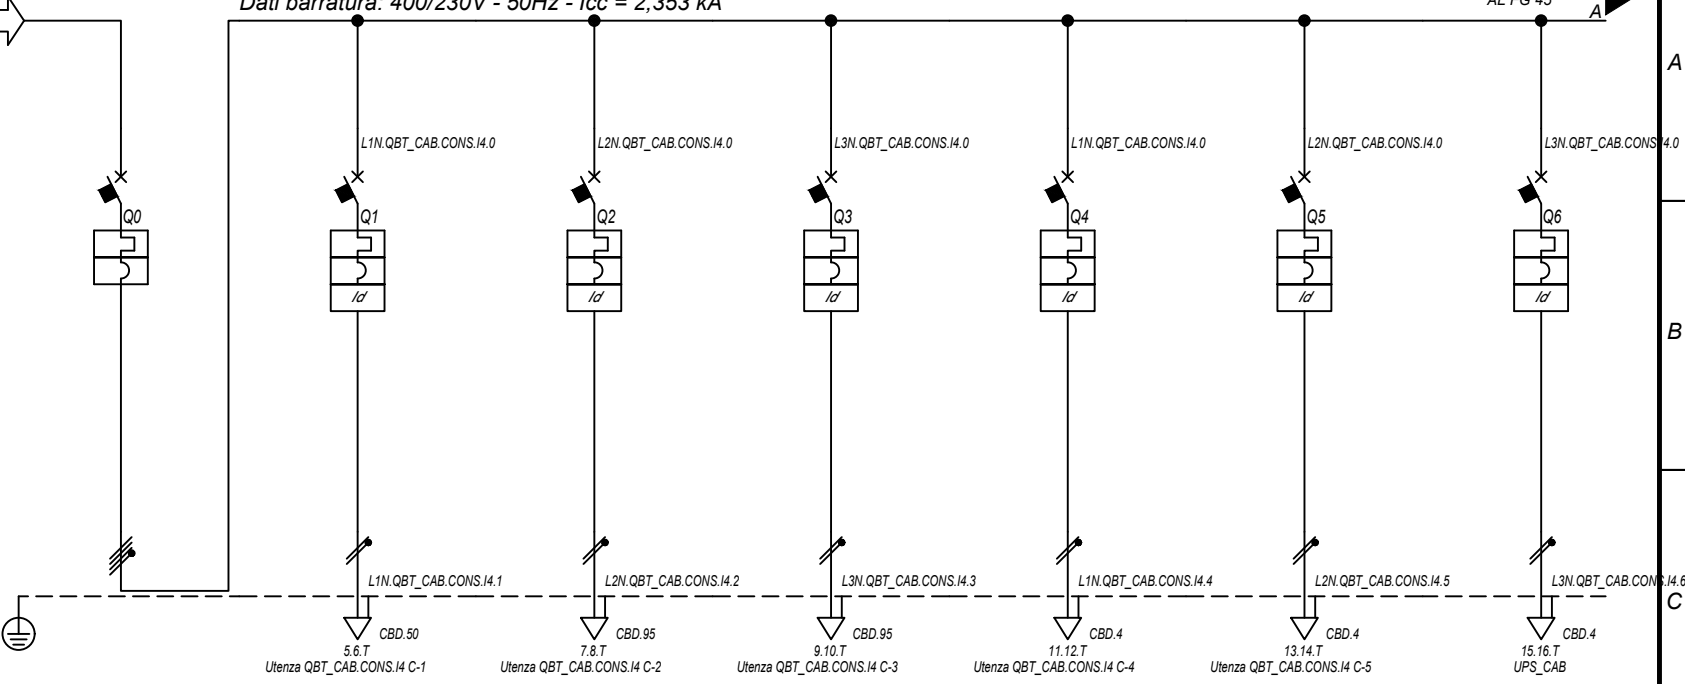 Dati barratura: 400/230V - 50Hz - Icc = 2,353 kA
AL PG 45
A
A
L1N.QBT_CAB.CONS.I4.0
L2N.QBT_CAB.CONS.I4.0
L3N.QBT_CAB.CONS.I4.0
L1N.QBT_CAB.CONS.I4.0
L2N.QBT_CAB.CONS.I4.0
L3N.QBT_CAB.CONS.I4.0
Q0
Q1
Q2
Q3
Q4
Q5
Q6
Id
Id
Id
Id
Id
Id
B
L1N.QBT_CAB.CONS.I4.1
L2N.QBT_CAB.CONS.I4.2
L3N.QBT_CAB.CONS.I4.3
L1N.QBT_CAB.CONS.I4.4
L2N.QBT_CAB.CONS.I4.5
L3N.QBT_CAB.CONS.I4.6
C
CBD.50
CBD.95
CBD.95
CBD.4
CBD.4
CBD.4
5.6.T
7.8.T
9.10.T
11.12.T
13.14.T
15.16.T
Utenza QBT_CAB.CONS.I4 C-1
Utenza QBT_CAB.CONS.I4 C-2
Utenza QBT_CAB.CONS.I4 C-3
Utenza QBT_CAB.CONS.I4 C-4
Utenza QBT_CAB.CONS.I4 C-5
UPS_CAB